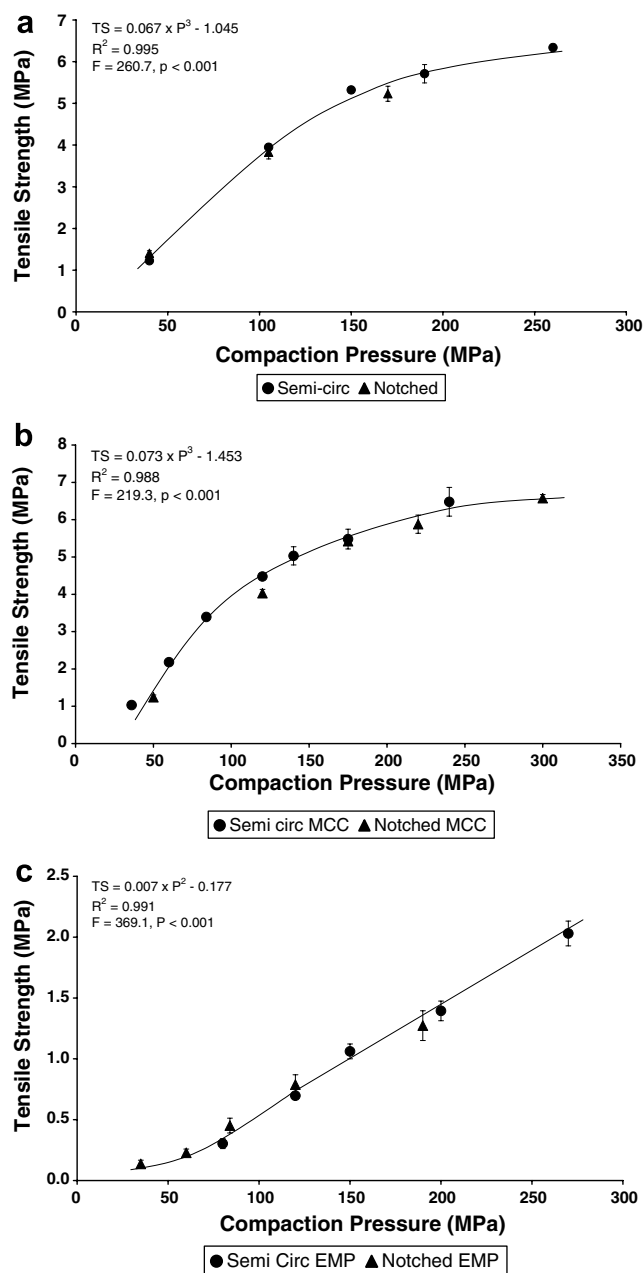 a
TS = 0.067 x P³ - 1.045
R² = 0.995
F = 260.7, p < 0.001
Tensile Strength (MPa)
7
6
5
4
3
2
1
0
0 50 100 150 200 250 300
Compaction Pressure (MPa)
● Semi-circ ▲ Notched
b
TS = 0.073 x P³ - 1.453
R² = 0.988
F = 219.3, p < 0.001
Tensile Strength (MPa)
8
7
6
5
4
3
2
1
0
0 50 100 150 200 250 300 350
Compaction Pressure (MPa)
● Semi circ MCC ▲ Notched MCC
c
TS = 0.007 x P² - 0.177
R² = 0.991
F = 369.1, P < 0.001
Tensile Strength (MPa)
2.5
2.0
1.5
1.0
0.5
0.0
0 50 100 150 200 250 300
Compaction Pressure (MPa)
● Semi Circ EMP ▲ Notched EMP